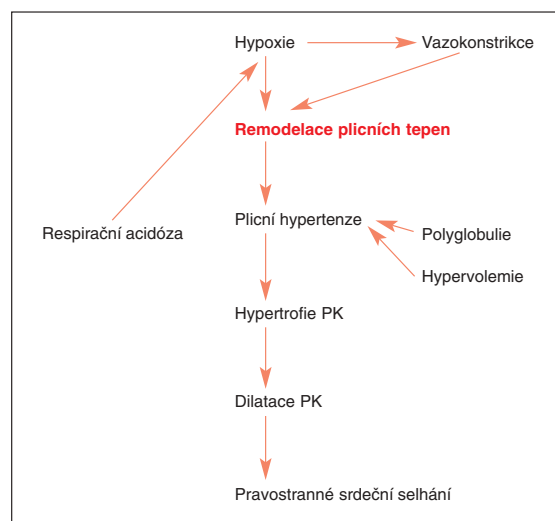 Hypoxie
Vazokonstrikce
Remodelace plicních tepen
Respirační acidóza
Plicní hypertenze
Polyglobulie
Hypervolemie
Hypertrofie PK
Dilatace PK
Pravostranné srdeční selhání